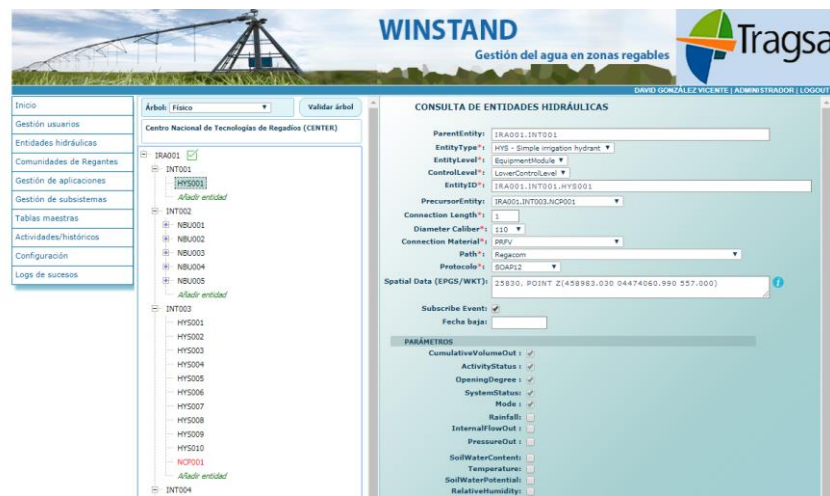 WINSTAND
Gestión del agua en zonas regables
Tragsa
DAVID GONZÁLEZ VICENTE | ADMINISTRADOR | LOGOUT
Inicio
Gestión usuarios
Entidades hidráulicas
Comunidades de Regantes
Gestión de aplicaciones
Gestión de subsistemas
Tablas maestras
Actividades/históricos
Configuración
Logs de sucesos
Árbol: Físico
Validar árbol
Centro Nacional de Tecnologías de Regadíos (CENTER)
IRA001
INT001
HYS001
Añadir entidad
INT002
NBU001
NBU002
NBU003
NBU004
NBU005
Añadir entidad
INT003
HYS001
HYS002
HYS003
HYS004
HYS005
HYS006
HYS007
HYS008
HYS009
HYS010
NCP001
Añadir entidad
INT004
CONSULTA DE ENTIDADES HIDRÁULICAS
ParentEntity: IRA001.INT001
EntityType*: HYS - Simple irrigation hydrant
EntityLevel*: EquipmentModule
ControlLevel*: LowerControlLevel
EntityID*: IRA001.INT001.HYS001
PrecursorEntity: IRA001.INT003.NCP001
Connection Length*: 1
Diameter Caliber*: 110
Connection Material*: PRFV
Path*: Regacom
Protocolo*: SOAP12
Spatial Data (EPGS/WKT): 25830, POINT Z(458983.030 04474060.990 557.000)
Subscribe Event:
Fecha baja:
PARÁMETROS
CumulativeVolumeOut :
ActivityStatus :
OpeningDegree :
SystemStatus:
Mode :
Rainfall:
InternalFlowOut :
PressureOut :
SoilWaterContent:
Temperature:
SoilWaterPotential:
RelativeHumidity: